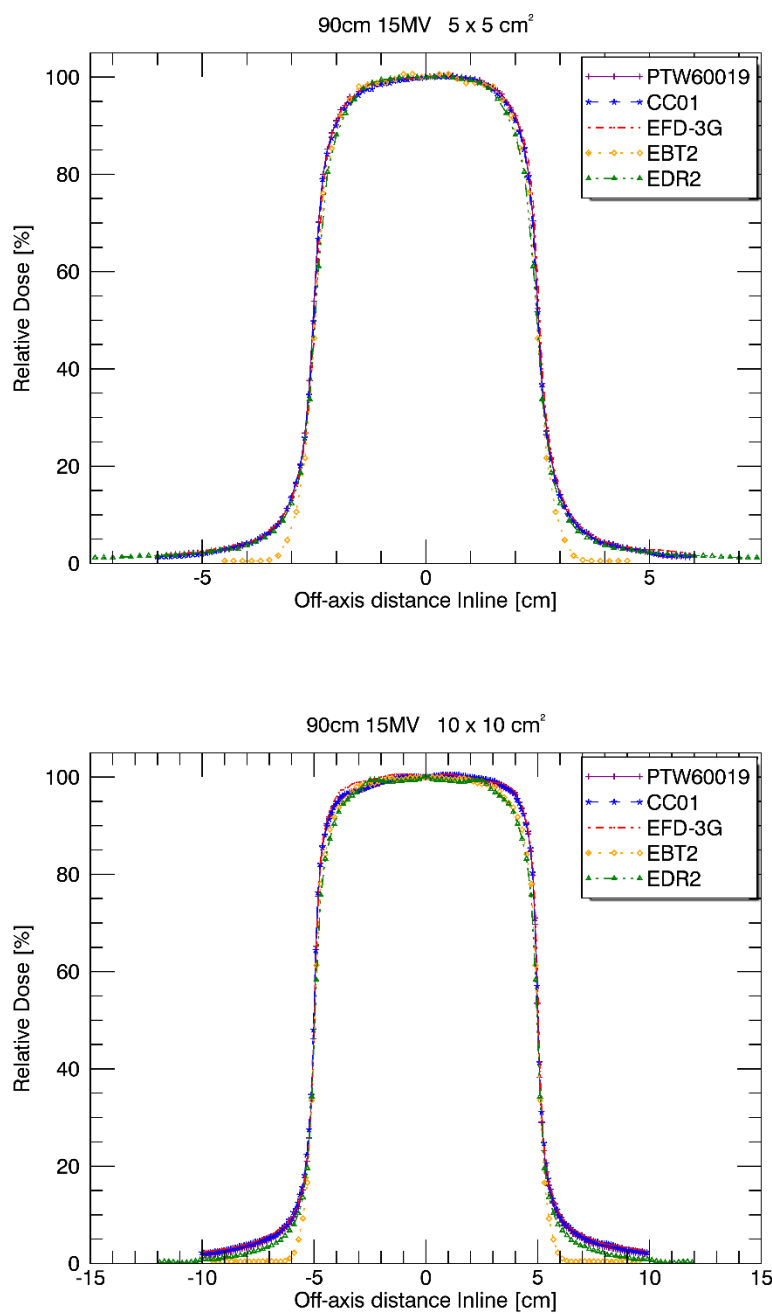 90cm 15MV 5 x 5 cm²
100
80
60
40
20
0
Relative Dose [%]
PTW60019
CC01
EFD-3G
EBT2
EDR2
-5 0 5
Off-axis distance Inline [cm]
90cm 15MV 10 x 10 cm²
100
80
60
40
20
0
Relative Dose [%]
PTW60019
CC01
EFD-3G
EBT2
EDR2
-15 -10 -5 0 5 10 15
Off-axis distance Inline [cm]